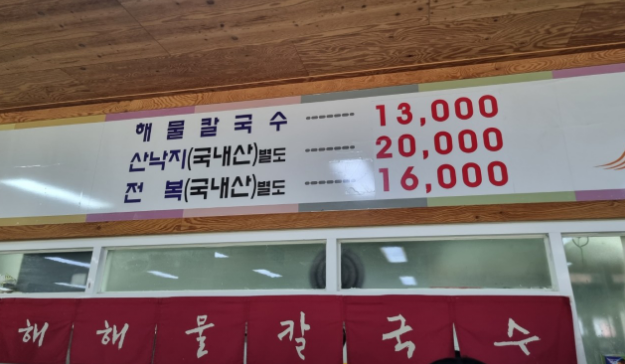 해물칼국수 ------- 13,000
산낙지(국내산)별도 ------- 20,000
전 복(국내산)별도 ------- 16,000
해 해 물 칼 국 수